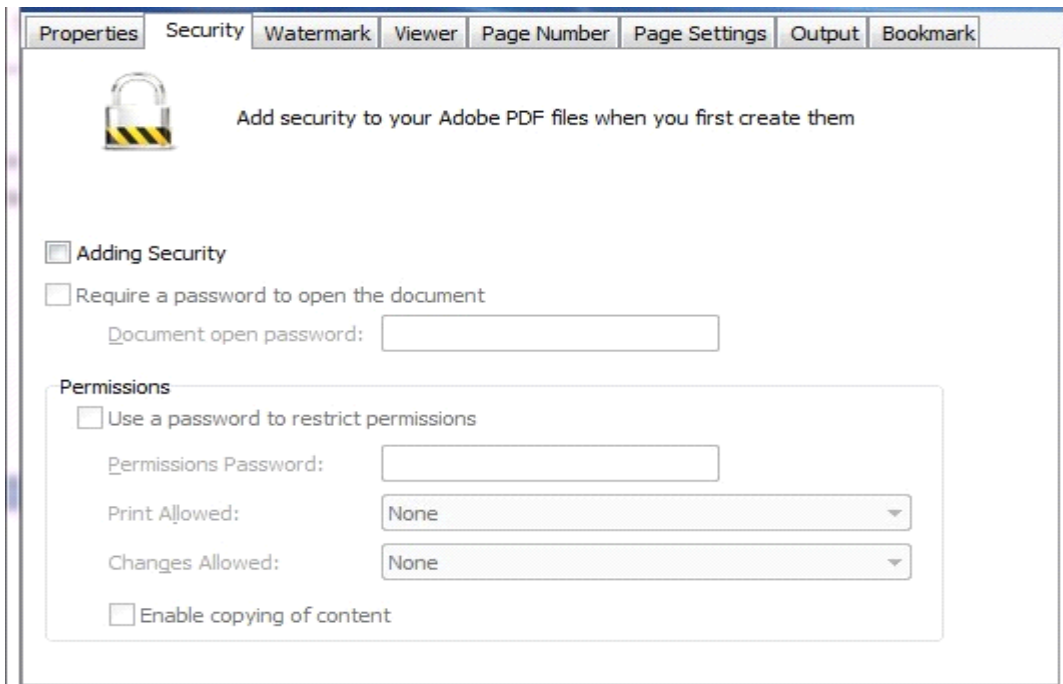 Properties Security Watermark Viewer Page Number Page Settings Output Bookmark
Add security to your Adobe PDF files when you first create them
Adding Security
Require a password to open the document
Document open password:
Permissions
Use a password to restrict permissions
Permissions Password:
Print Allowed: None
Changes Allowed: None
Enable copying of content